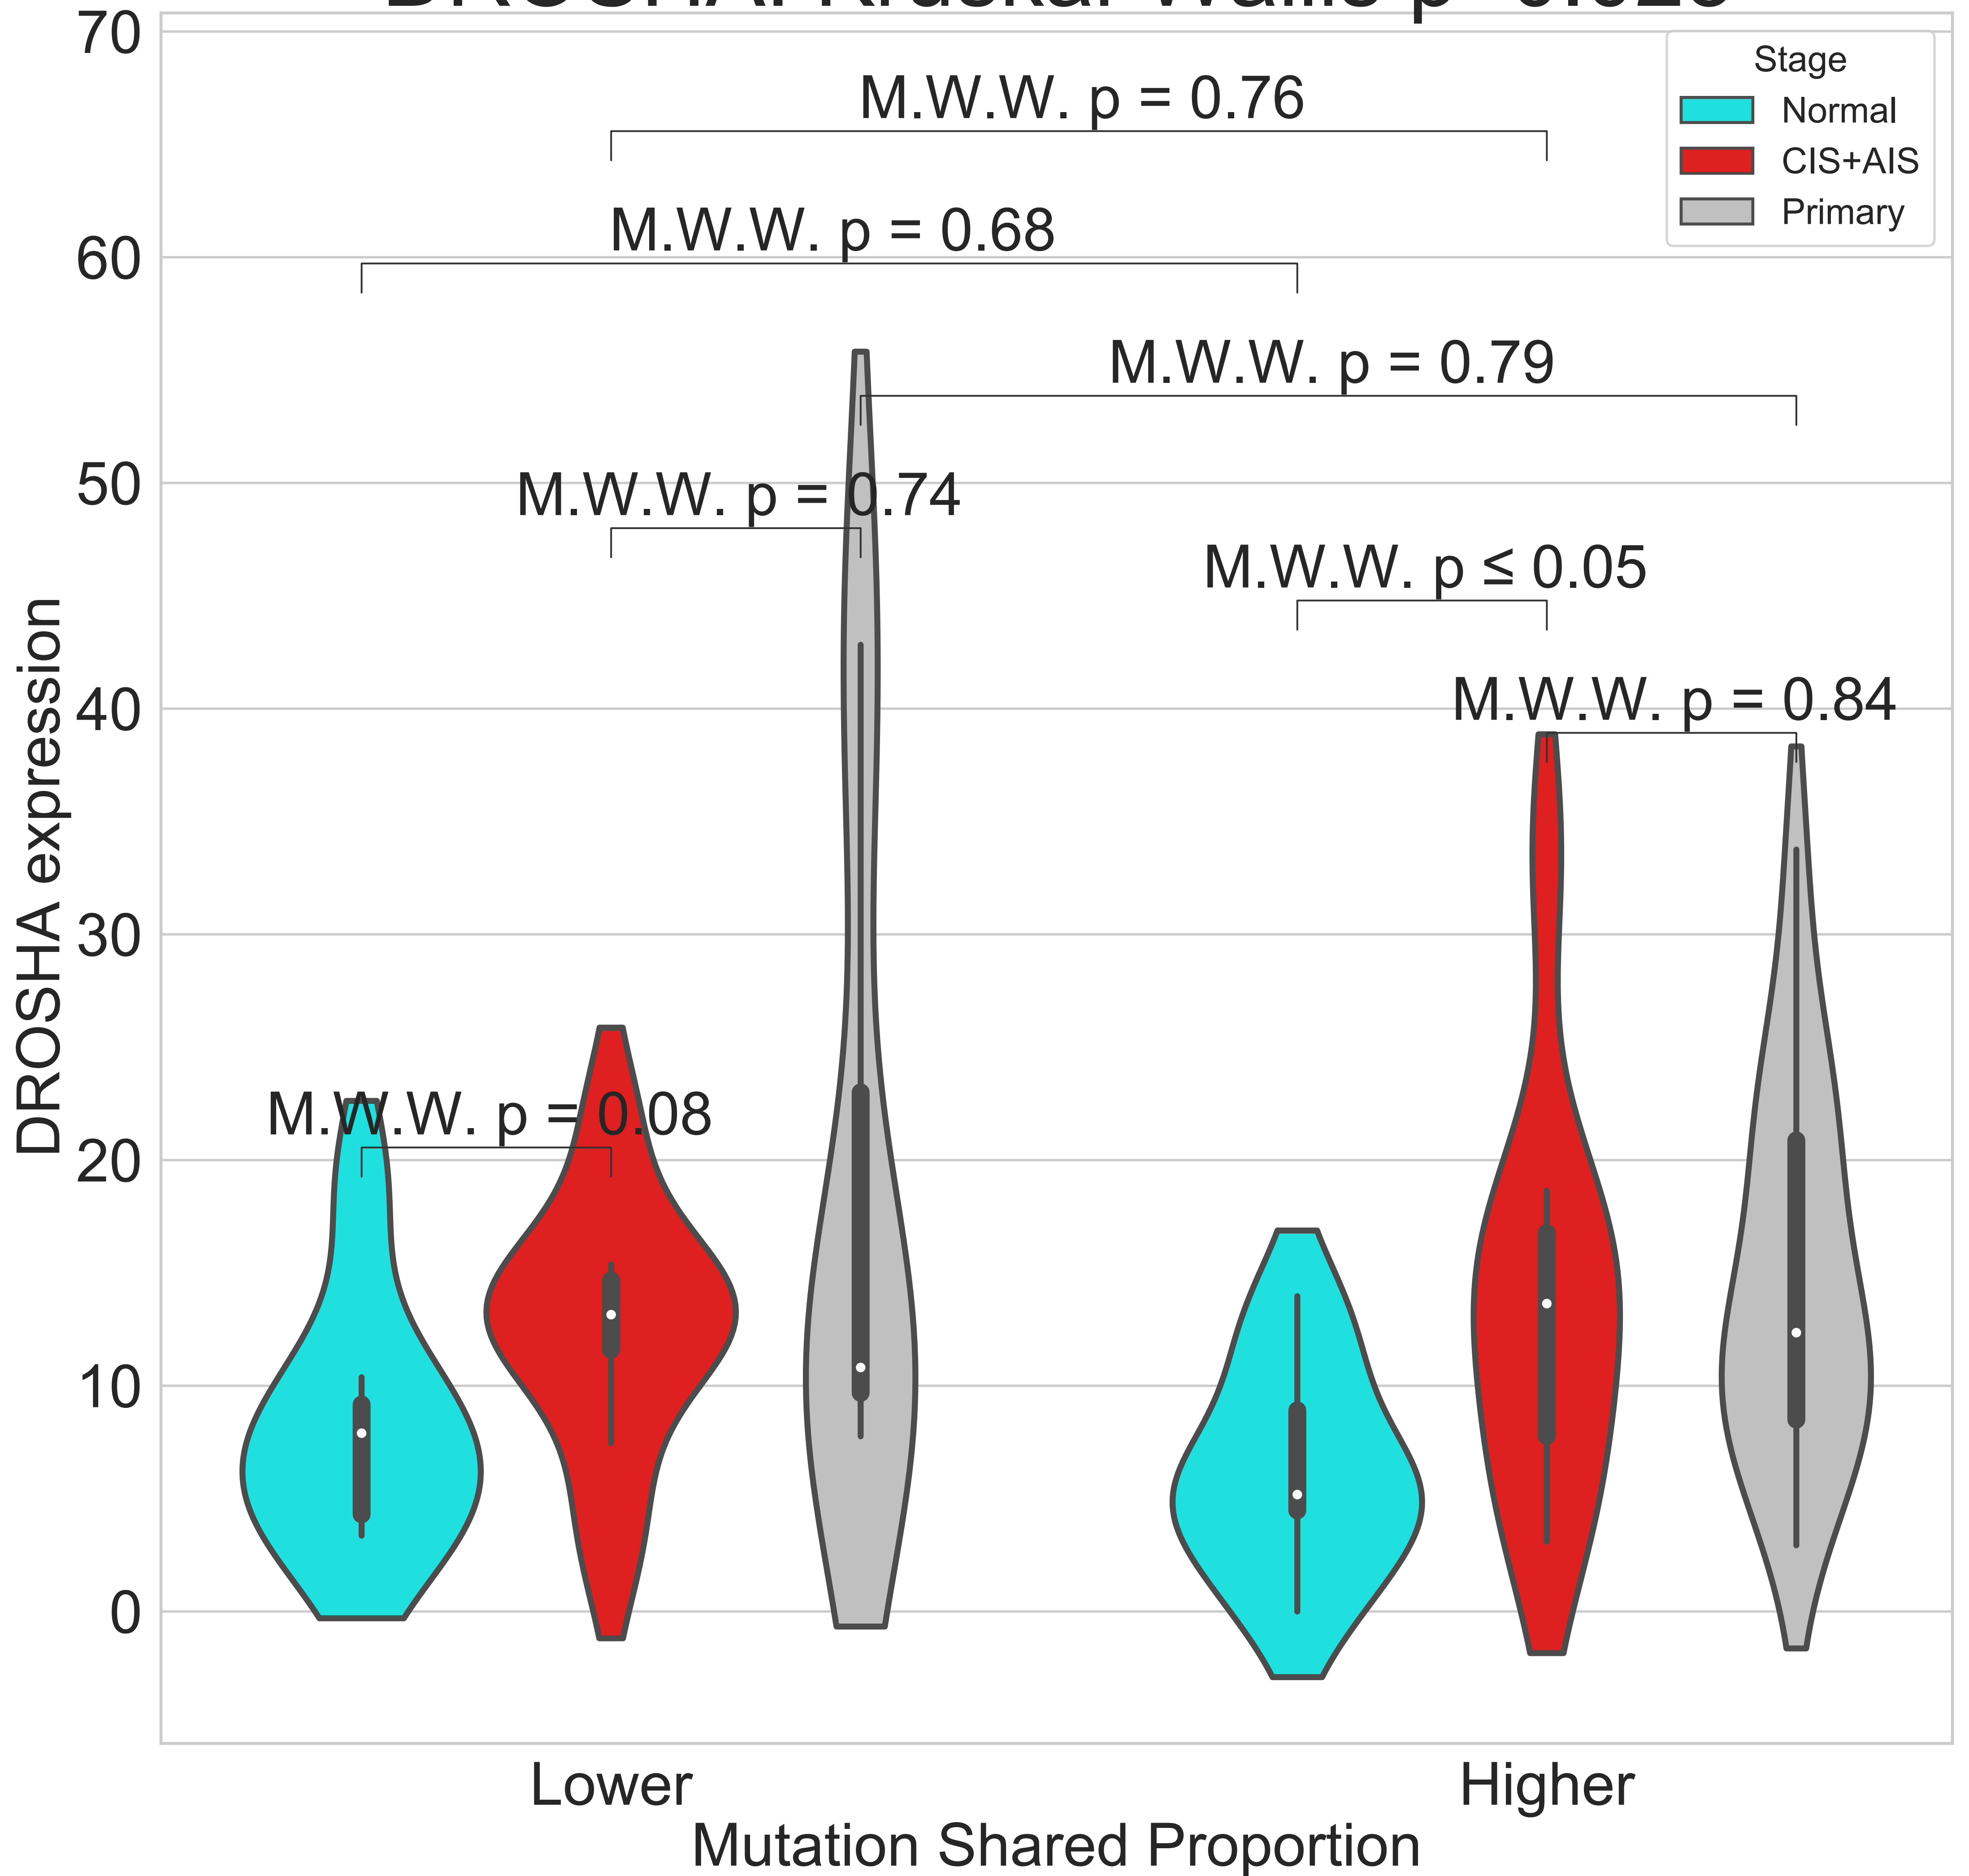 70
Stage
Normal
CIS+AIS
Primary
M.W.W. p = 0.76
M.W.W. p = 0.68
60
M.W.W. p = 0.79
M.W.W. p = 0.74
50
M.W.W. p ≤ 0.05
M.W.W. p = 0.84
40
30
M.W.W. p = 0.08
20
10
0
DROSHA expression
Lower
Higher
Mutation Shared Proportion